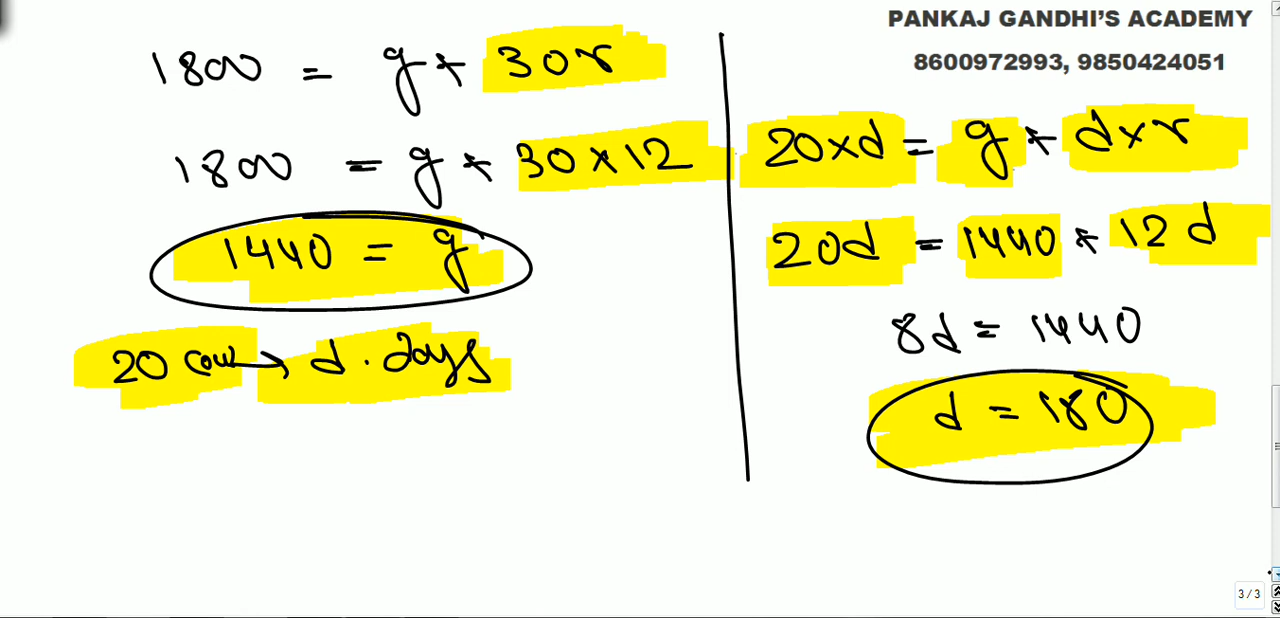 PANKAJ GANDHI'S ACADEMY
8600972993, 9850424051
1800 = g + 30r
1800 = g + 30 × 12
1440 = g
20 cow → d. days
20×d = g + d×r
20d = 1440 + 12d
8d = 1440
d = 180
3 / 3